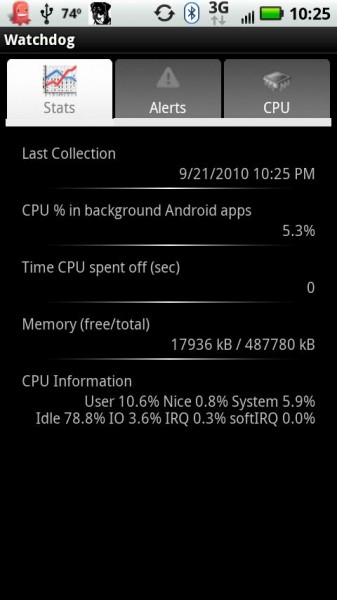 74° 3G 10:25
Watchdog
Stats Alerts CPU
Last Collection
9/21/2010 10:25 PM
CPU % in background Android apps
5.3%
Time CPU spent off (sec)
0
Memory (free/total)
17936 kB / 487780 kB
CPU Information
User 10.6% Nice 0.8% System 5.9%
Idle 78.8% IO 3.6% IRQ 0.3% softIRQ 0.0%